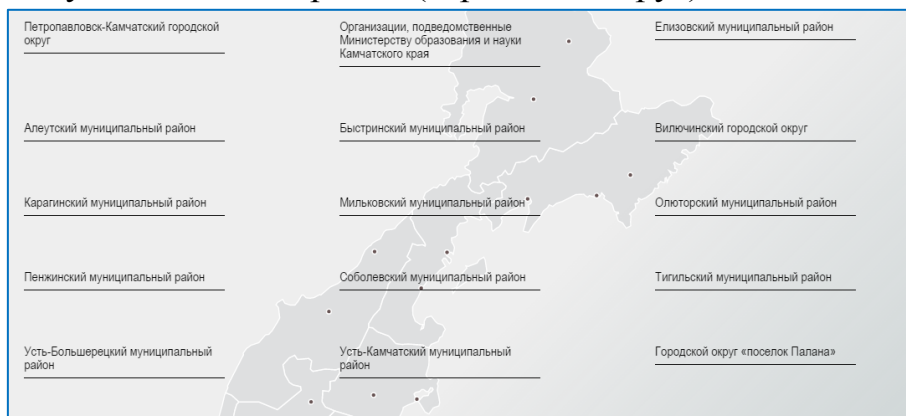 Петропавловск-Камчатский городской
округ
Организации, подведомственные
Министерству образования и науки
Камчатского края
Елизовский муниципальный район
Алеутский муниципальный район
Быстринский муниципальный район
Вилючинский городской округ
Карагинский муниципальный район
Мильковский муниципальный район
Олюторский муниципальный район
Пенжинский муниципальный район
Соболевский муниципальный район
Тигильский муниципальный район
Усть-Большерецкий муниципальный
район
Усть-Камчатский муниципальный
район
Городской округ «поселок Палана»